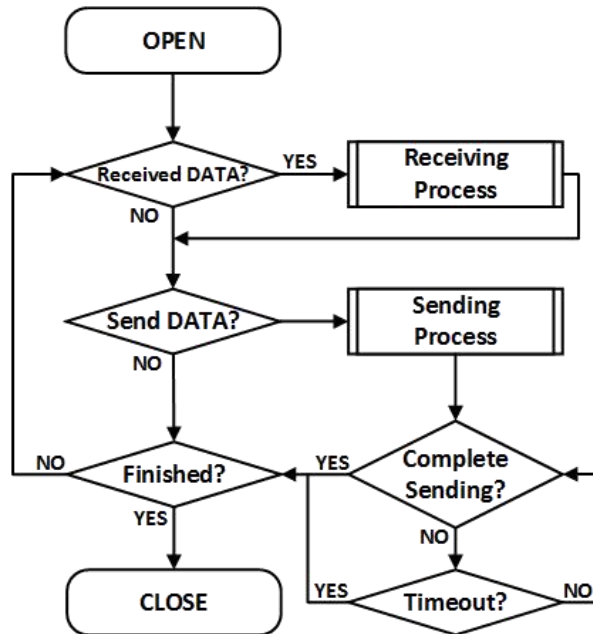 OPEN
Received DATA?
YES
Receiving
Process
NO
Send DATA?
Sending
Process
NO
NO
Finished?
YES
Complete
Sending?
YES
NO
CLOSE
YES
Timeout?
NO